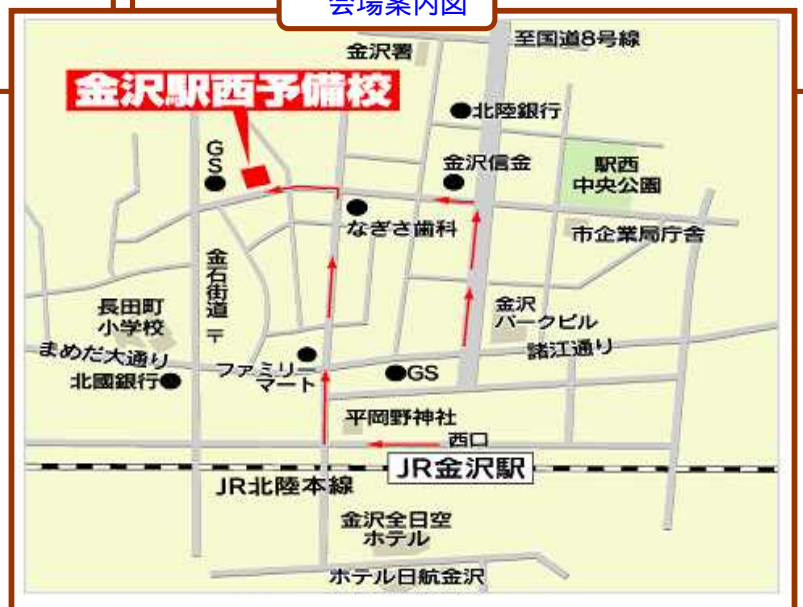 会場案内図
金沢署
至国道8号線
金沢駅西予備校
北陸銀行
GS
金沢信金
駅西
中央公園
なぎさ歯科
市企業局庁舎
金石街道
〒
長田町
小学校
金沢
パークビル
まめだ大通り
諸江通り
北國銀行
ファミリー
マート
GS
平岡野神社
西口
JR金沢駅
JR北陸本線
金沢全日空
ホテル
ホテル日航金沢